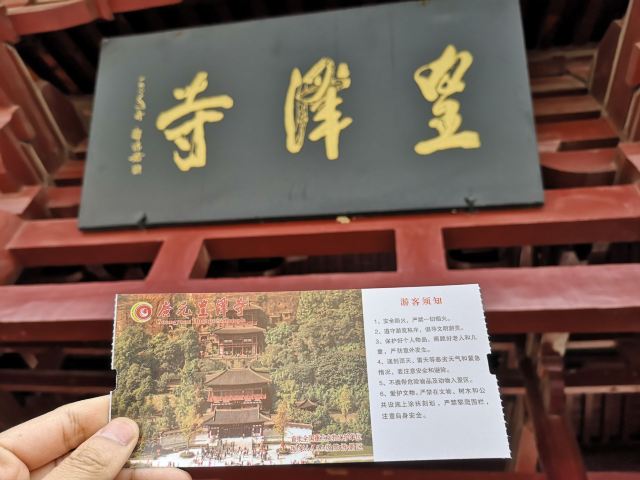 皇澤寺
广元皇泽寺
游客须知
1、安全防火，严禁一切烟火。
2、遵守游览秩序，倡导文明游览。
3、保护好个人物品，照顾好老人和儿
童，严防意外发生。
4、遇到雨天、雷天等恶劣天气和紧急
情况，要注意安全和避险。
5、不携带危险物品及动物入景区。
6、爱护文物，严禁在文物、树木和公
共设施上涂抹刻划，严禁攀爬围栏，
注意自身安全。